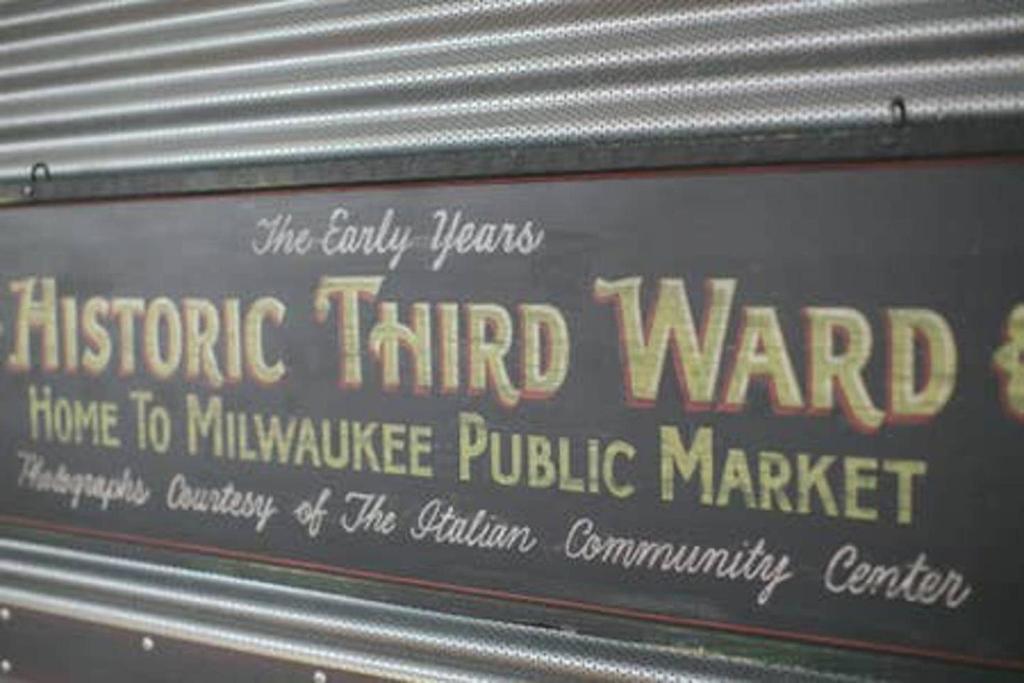 The Early Years
HISTORIC THIRD WARD
HOME TO MILWAUKEE PUBLIC MARKET
Photographs Courtesy of The Italian Community Center